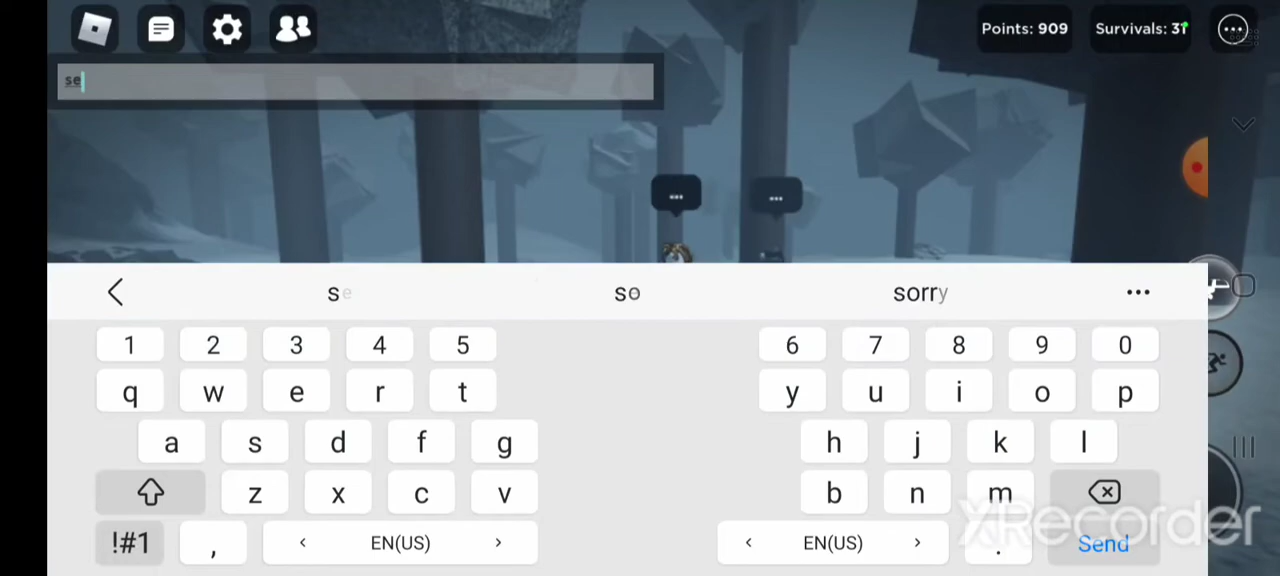 Points: 909
Survivals: 31
se
...
...
se
so
sorry
1 2 3 4 5 6 7 8 9 0
q w e r t y u i o p
a s d f g h j k l
z x c v b n m
!#1 , < EN(US) > < EN(US) > . Send
XRecorder